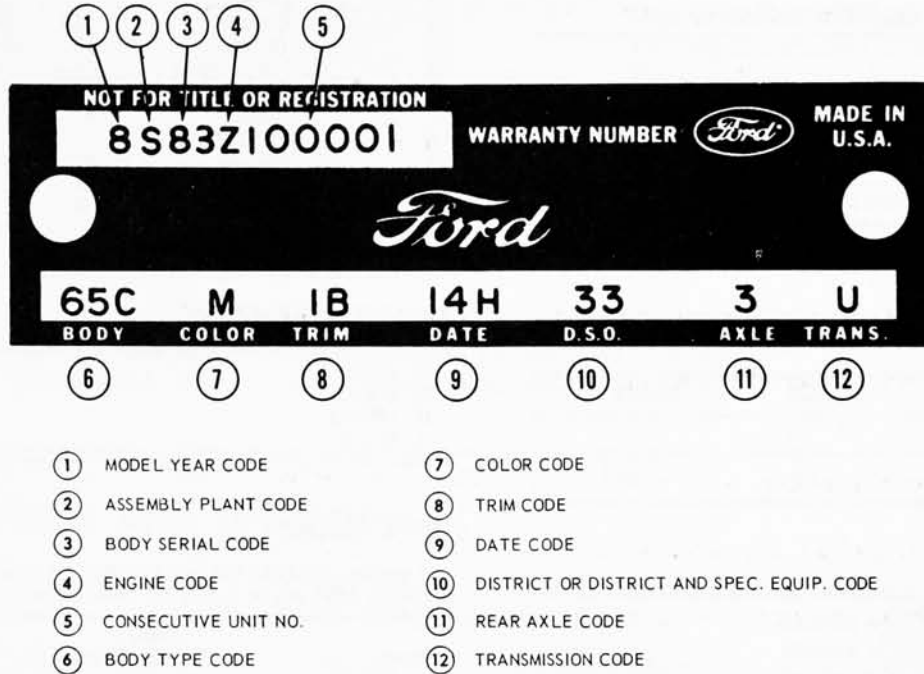 1 2 3 4 5
NOT FOR TITLE OR REGISTRATION
8S83Z100001
WARRANTY NUMBER
Ford
MADE IN
U.S.A.
Ford
65C M 1B 14H 33 3 U
BODY COLOR TRIM DATE D.S.O. AXLE TRANS.
6 7 8 9 10 11 12
1 MODEL YEAR CODE
2 ASSEMBLY PLANT CODE
3 BODY SERIAL CODE
4 ENGINE CODE
5 CONSECUTIVE UNIT NO.
6 BODY TYPE CODE
7 COLOR CODE
8 TRIM CODE
9 DATE CODE
10 DISTRICT OR DISTRICT AND SPEC. EQUIP. CODE
11 REAR AXLE CODE
12 TRANSMISSION CODE